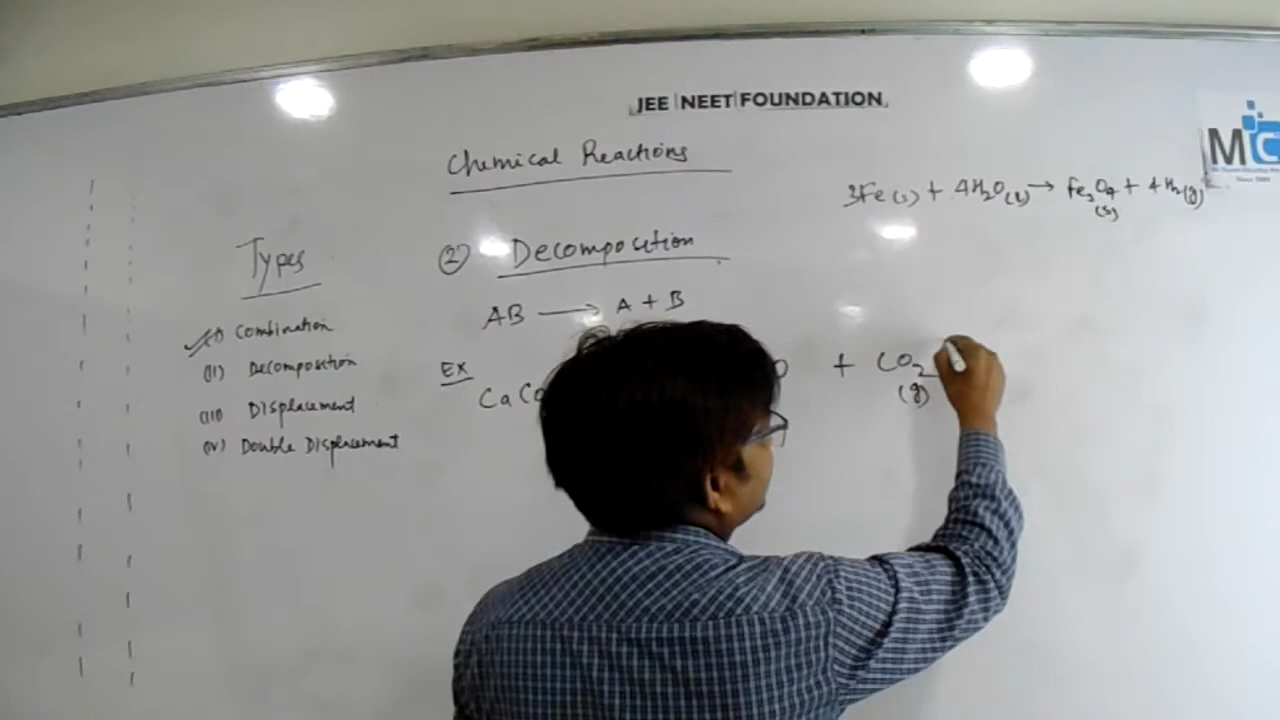 JEE NEET FOUNDATION
MC
Chemical Reactions
3Fe(s) + 4H2O(g) → Fe3O4 + 4H2(g)
(s)
Types
(2) Decomposition
AB → A + B
(i) Combination
(ii) Decomposition
(iii) Displacement
(iv) Double Displacement
Ex
CaCO + CO2
(g)